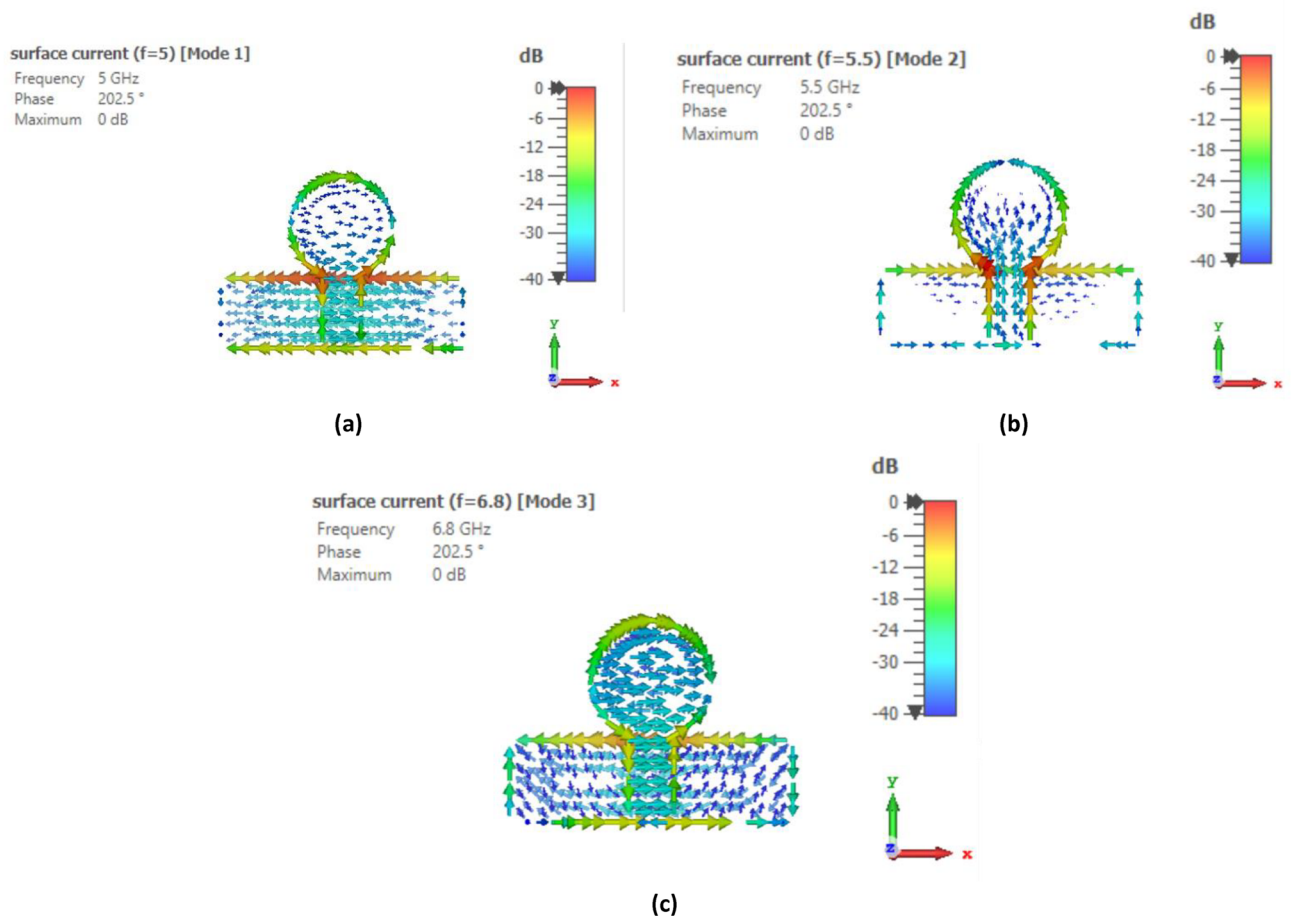 surface current (f=5) [Mode 1]
Frequency 5 GHz
Phase 202.5 °
Maximum 0 dB
dB
0
-6
-12
-18
-24
-30
-40
y
z
x
(a)
surface current (f=5.5) [Mode 2]
Frequency 5.5 GHz
Phase 202.5 °
Maximum 0 dB
dB
0
-6
-12
-18
-24
-30
-40
y
z
x
(b)
surface current (f=6.8) [Mode 3]
Frequency 6.8 GHz
Phase 202.5 °
Maximum 0 dB
dB
0
-6
-12
-18
-24
-30
-40
y
z
x
(c)